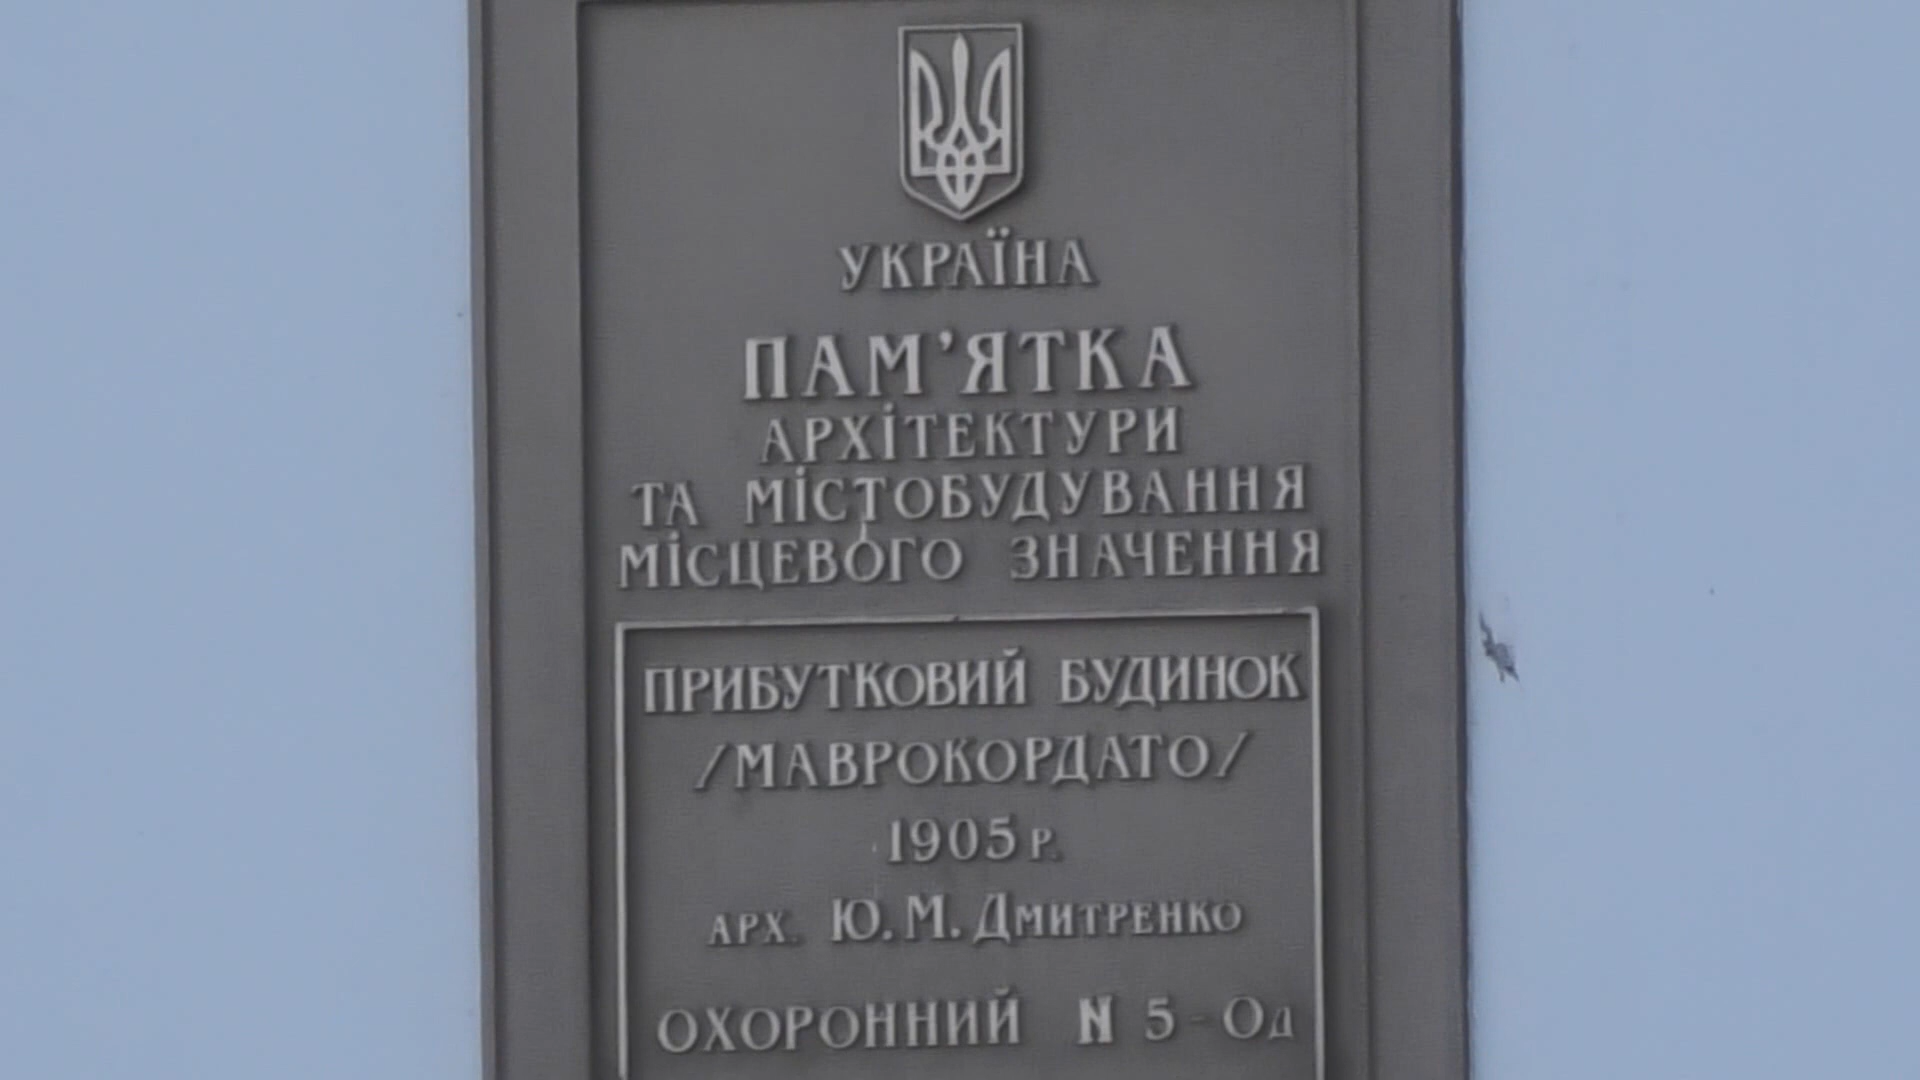 УКРАЇНА
ПАМ'ЯТКА
АРХІТЕКТУРИ
ТА МІСТОБУДУВАННЯ
МІСЦЕВОГО ЗНАЧЕННЯ
ПРИБУТКОВИЙ БУДИНОК
/МАВРОКОРДАТО/
1905 р.
АРХ. Ю. М. ДМИТРЕНКО
ОХОРОННИЙ N 5 - Од